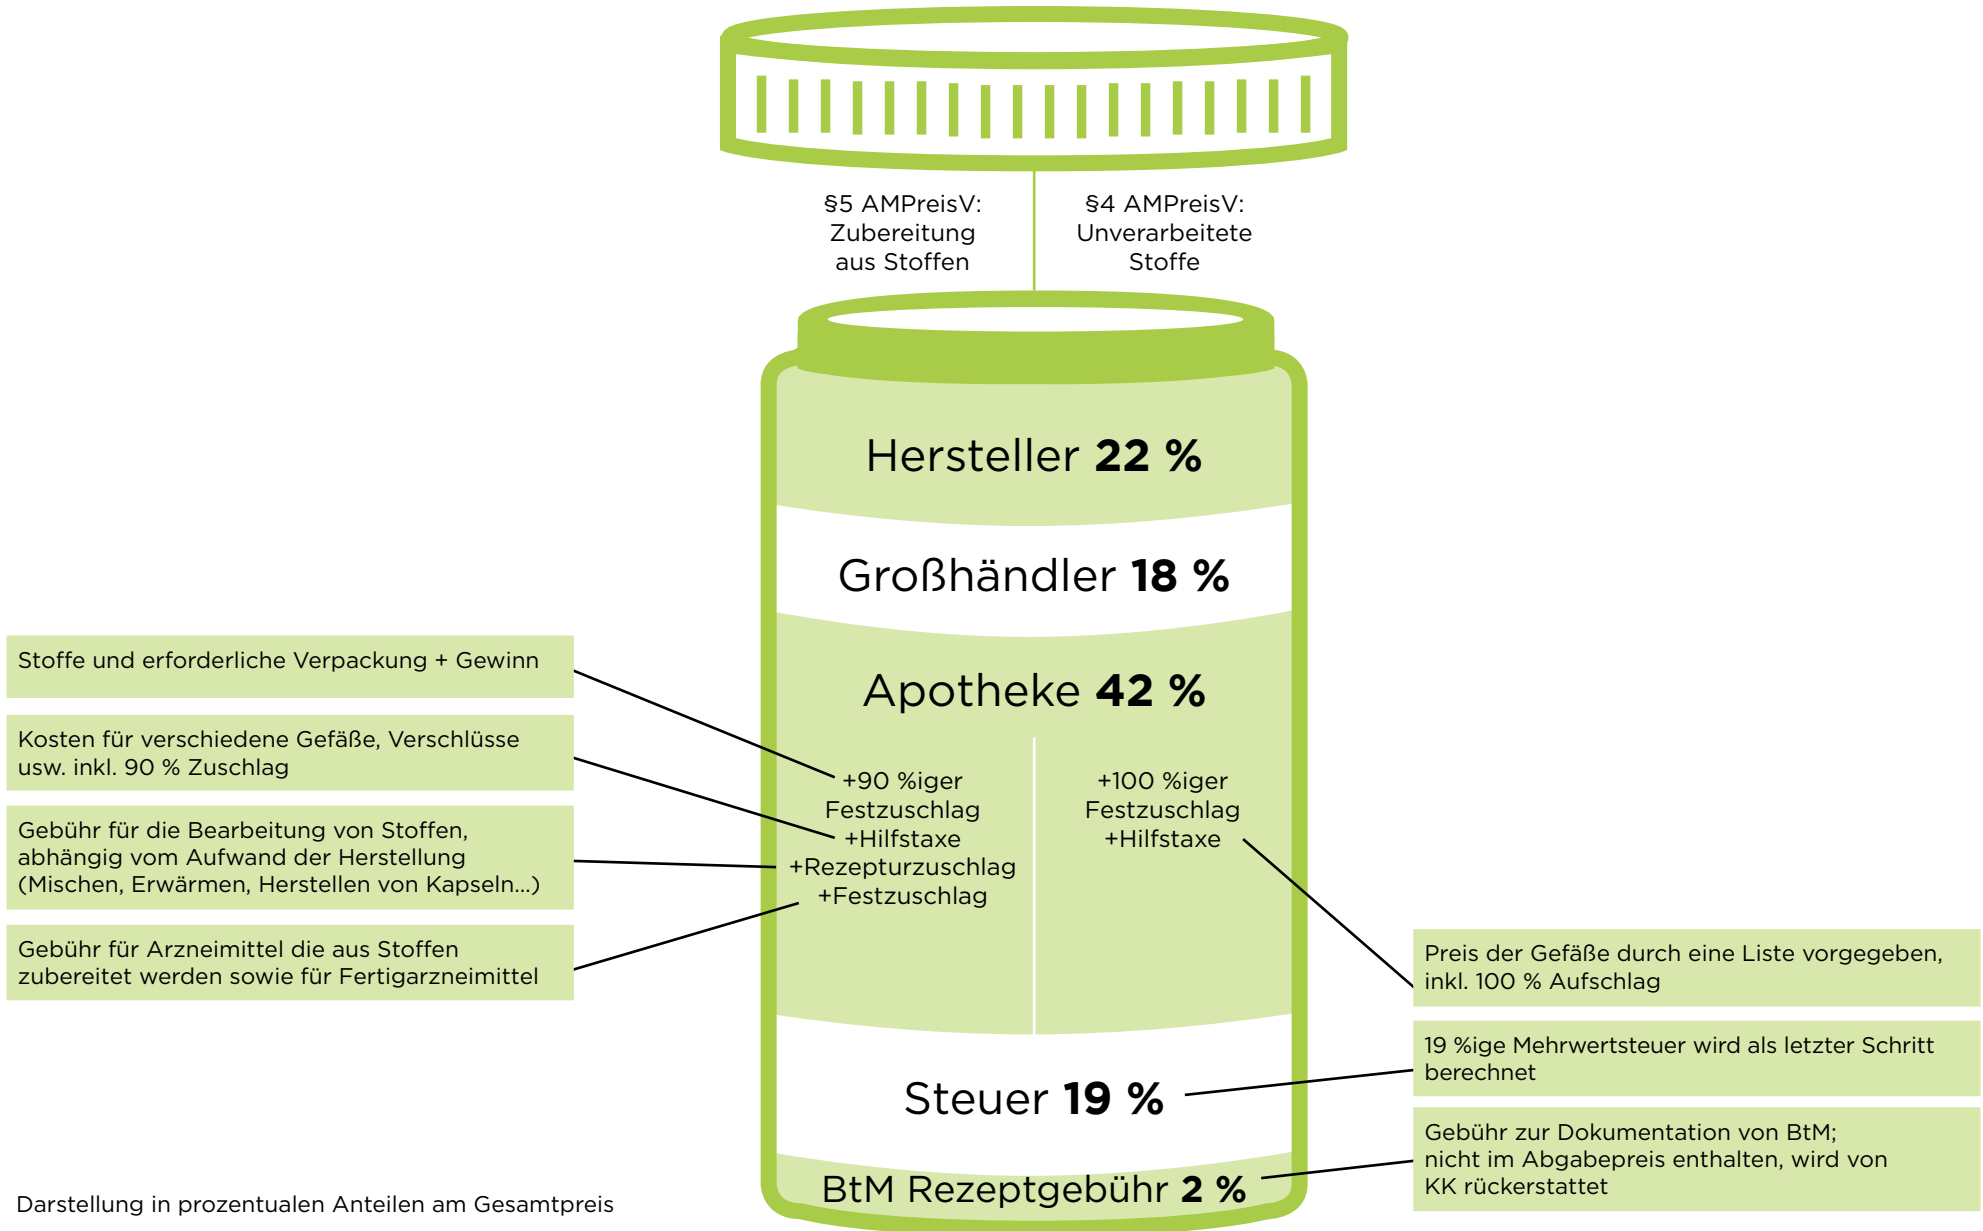 §5 AMPreisV:
Zubereitung
aus Stoffen
§4 AMPreisV:
Unverarbeitete
Stoffe
Hersteller 22 %
Großhändler 18 %
Apotheke 42 %
+90 %iger
Festzuschlag
+Hilfstaxe
+Rezepturzuschlag
+Festzuschlag
+100 %iger
Festzuschlag
+Hilfstaxe
Steuer 19 %
BtM Rezeptgebühr 2 %
Stoffe und erforderliche Verpackung + Gewinn
Kosten für verschiedene Gefäße, Verschlüsse
usw. inkl. 90 % Zuschlag
Gebühr für die Bearbeitung von Stoffen,
abhängig vom Aufwand der Herstellung
(Mischen, Erwärmen, Herstellen von Kapseln...)
Gebühr für Arzneimittel die aus Stoffen
zubereitet werden sowie für Fertigarzneimittel
Preis der Gefäße durch eine Liste vorgegeben,
inkl. 100 % Aufschlag
19 %ige Mehrwertsteuer wird als letzter Schritt
berechnet
Gebühr zur Dokumentation von BtM;
nicht im Abgabepreis enthalten, wird von
KK rückerstattet
Darstellung in prozentualen Anteilen am Gesamtpreis